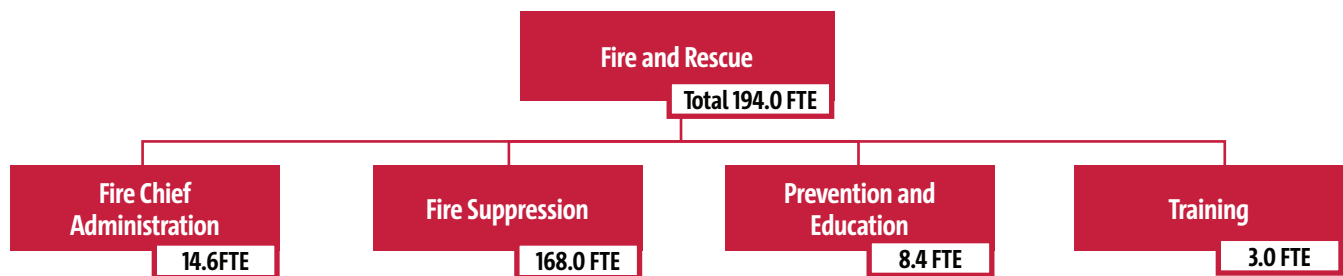 Fire and Rescue
Total 194.0 FTE
Fire Chief
Administration
14.6FTE
Fire Suppression
168.0 FTE
Prevention and
Education
8.4 FTE
Training
3.0 FTE